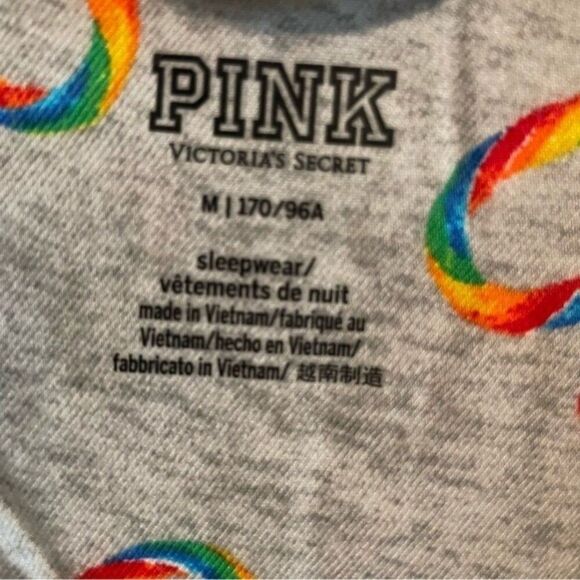 PINK
VICTORIA'S SECRET
M | 170/96A
sleepwear/
vêtements de nuit
made in Vietnam/fabriqué au
Vietnam/hecho en Vietnam/
fabbricato in Vietnam/ 越南制造